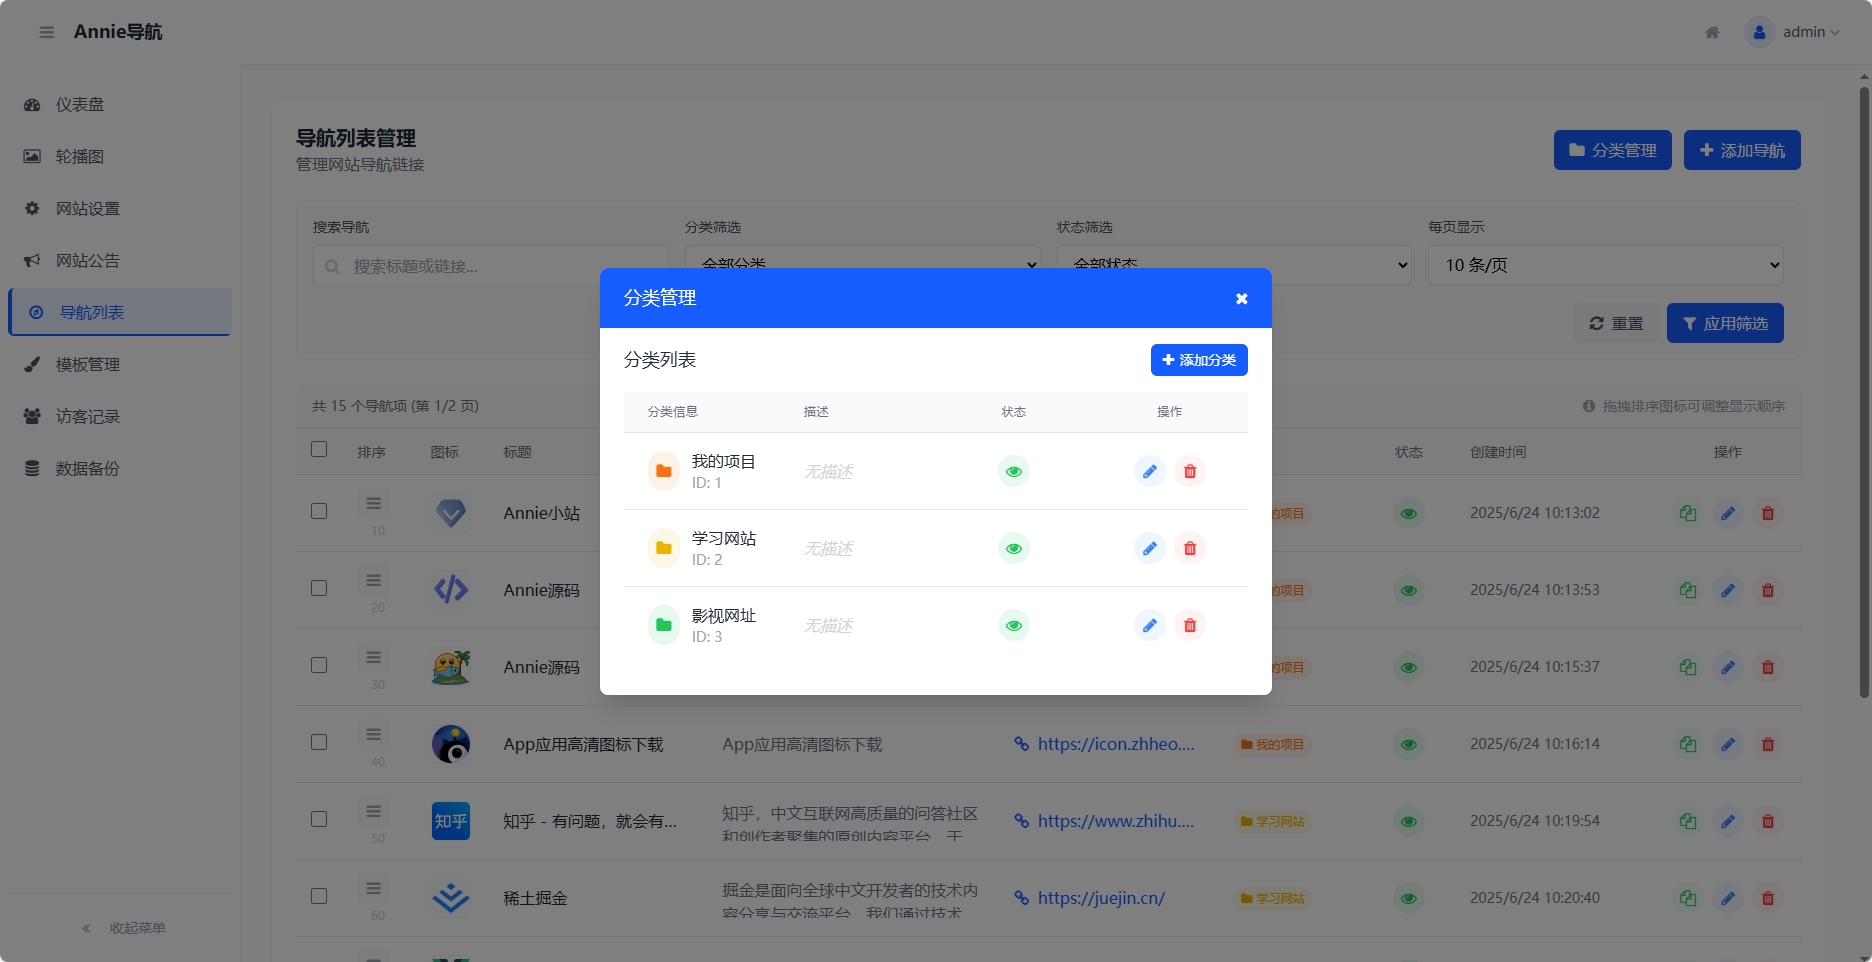 Annie导航
admin
仪表盘
轮播图
网站设置
网站公告
导航列表
模板管理
访客记录
数据备份
« 收起菜单
导航列表管理
管理网站导航链接
分类管理
添加导航
搜索导航
分类筛选
状态筛选
每页显示
搜索标题或链接...
全部分类
全部状态
10 条/页
重置
应用筛选
共 15 个导航项 (第 1/2 页)
拖拽排序图标可调整显示顺序
排序 图标 标题 状态 创建时间 操作
10 Annie小站 的项目 2025/6/24 10:13:02
20 Annie源码 的项目 2025/6/24 10:13:53
30 Annie源码 的项目 2025/6/24 10:15:37
40 App应用高清图标下载 App应用高清图标下载 https://icon.zhheo.... 我的项目 2025/6/24 10:16:14
50 知乎 知乎 - 有问题，就会有... 知乎，中文互联网高质量的问答社区 https://www.zhihu.... 学习网站 2025/6/24 10:19:54
和创作者聚集的原创内容平台，于
60 稀土掘金 掘金是面向全球中文开发者的技术内 https://juejin.cn/ 学习网站 2025/6/24 10:20:40
容分享与交流平台。我们通过技术
分类管理
分类列表
添加分类
分类信息 描述 状态 操作
我的项目
ID: 1
无描述
学习网站
ID: 2
无描述
影视网址
ID: 3
无描述